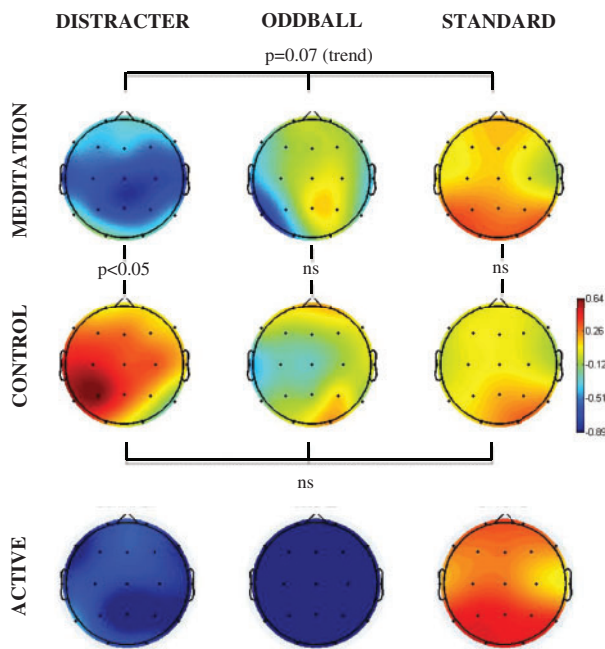 DISTRACTER ODDBALL STANDARD
p=0.07 (trend)
MEDITATION
p<0.05 ns ns
CONTROL
0.64
0.26
-0.12
-0.51
-0.89
ns
ACTIVE